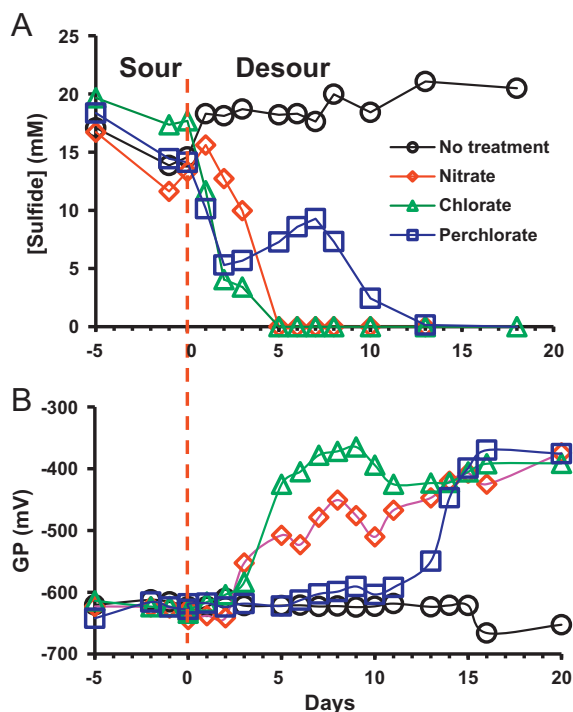 A
25
20
15
10
5
0
[Sulfide] (mM)
Sour
Desour
No treatment
Nitrate
Chlorate
Perchlorate
-5
0
5
10
15
20
B
-300
-400
-500
-600
-700
GP (mV)
-5
0
5
10
15
20
Days